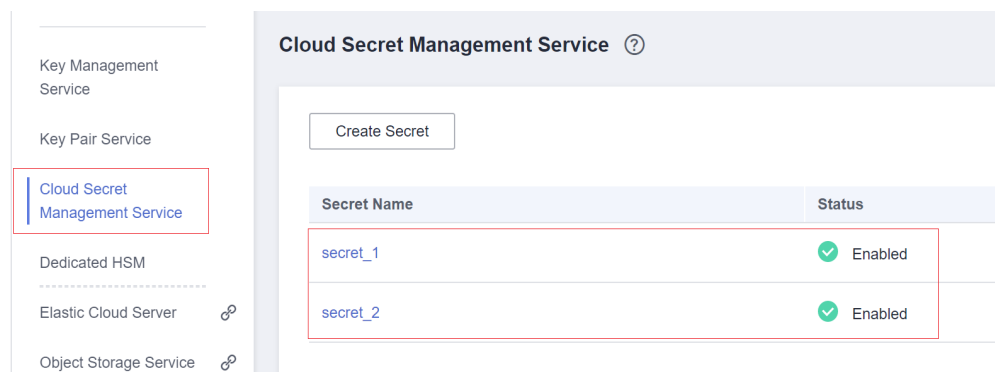 Key Management
Service
Key Pair Service
Cloud Secret
Management Service
Dedicated HSM
Elastic Cloud Server
Object Storage Service
Cloud Secret Management Service ?
Create Secret
Secret Name Status
secret_1 Enabled
secret_2 Enabled